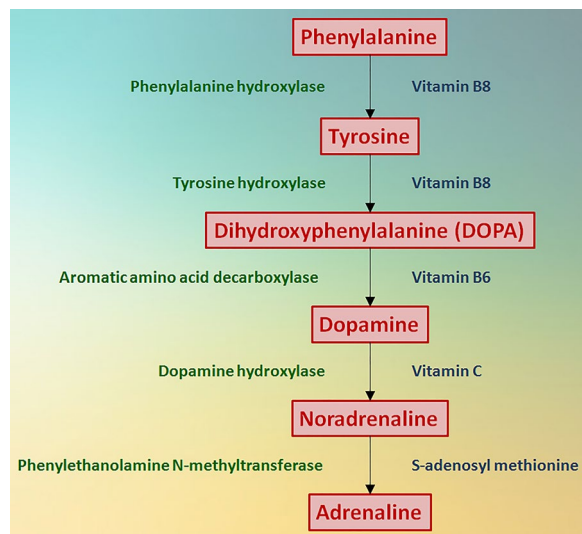 Phenylalanine
Phenylalanine hydroxylase Vitamin B8
Tyrosine
Tyrosine hydroxylase Vitamin B8
Dihydroxyphenylalanine (DOPA)
Aromatic amino acid decarboxylase Vitamin B6
Dopamine
Dopamine hydroxylase Vitamin C
Noradrenaline
Phenylethanolamine N-methyltransferase S-adenosyl methionine
Adrenaline